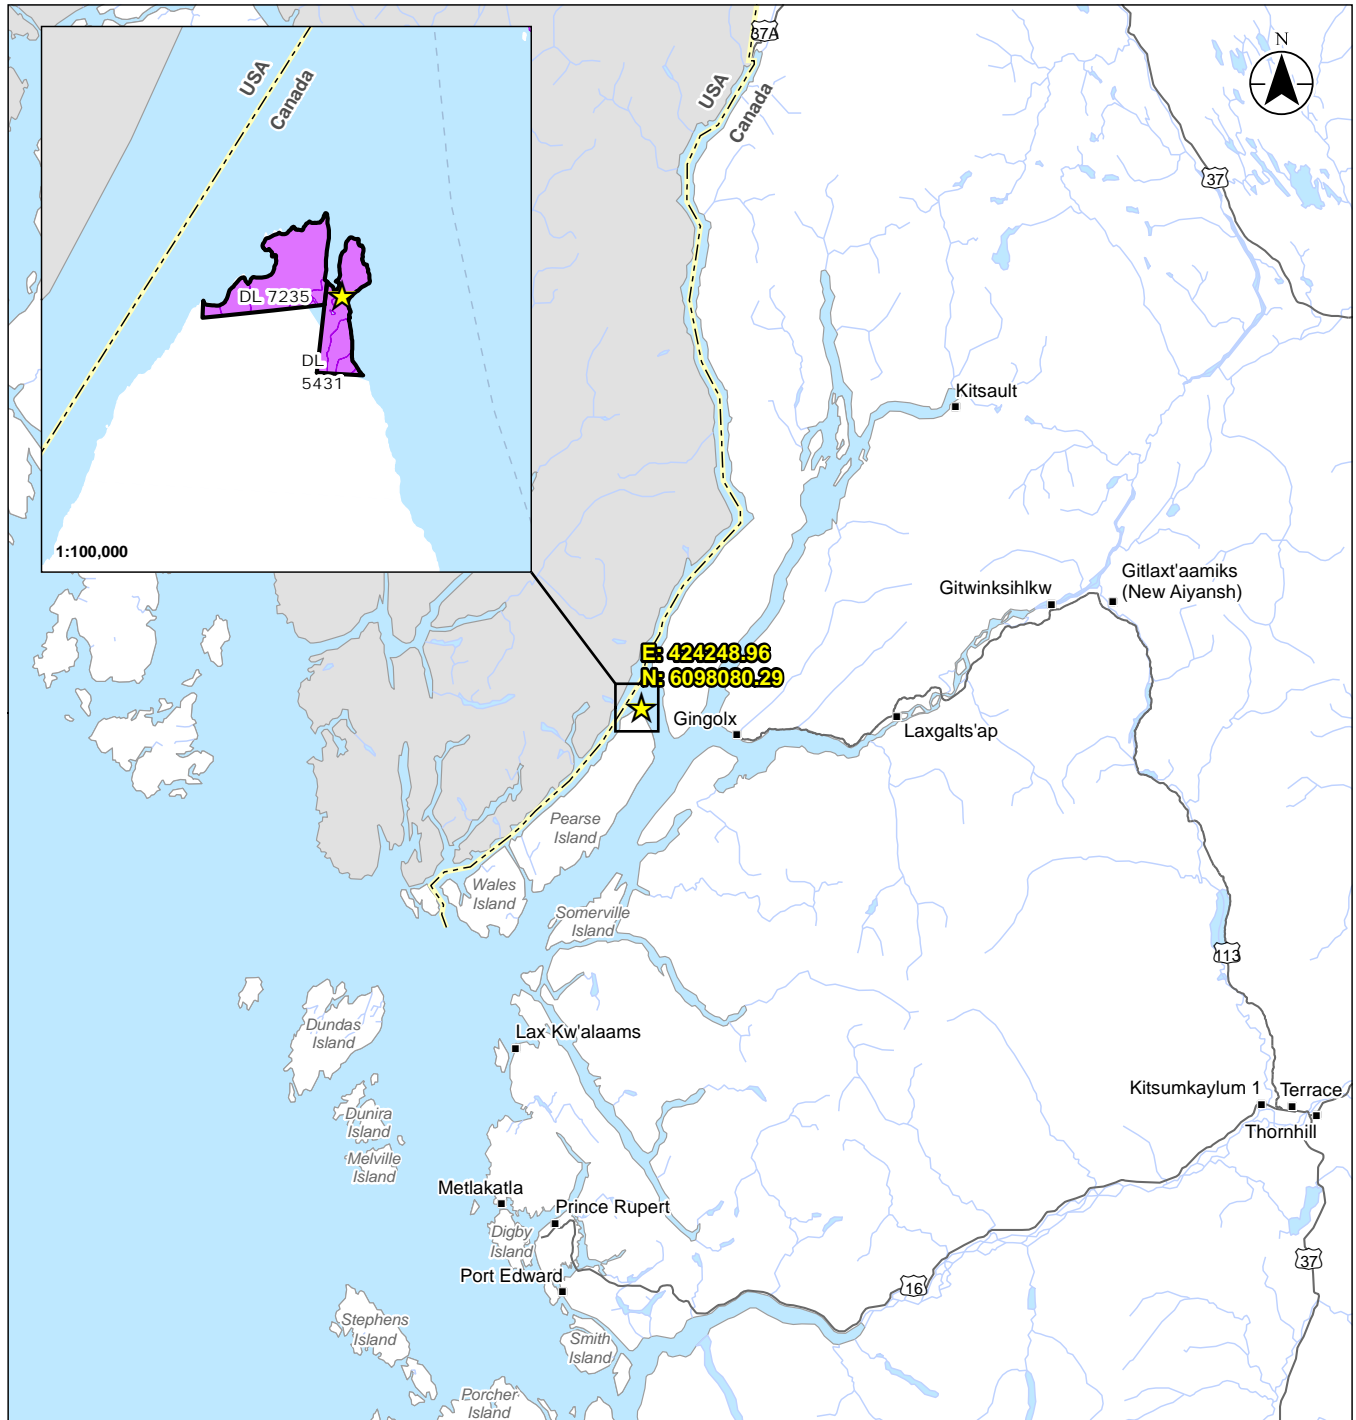 37A
N
USA
Canada
USA
Canada
37
DL 7235
DL
5431
Kitsault
1:100,000
Gitwinksihlkw
Gitlaxt'aamiks
(New Aiyansh)
E: 424248.96
N: 6098080.29
Gingolx
Laxgalts'ap
Pearse
Island
Wales
Island
Somerville
Island
113
Dundas
Island
Lax Kw'alaams
Kitsumkaylum 1
Terrace
Thornhill
Dunira
Island
Melville
Island
Metlakatla
Prince Rupert
Digby
Island
Port Edward
37
16
Stephens
Island
Smith
Island
Porcher
Island